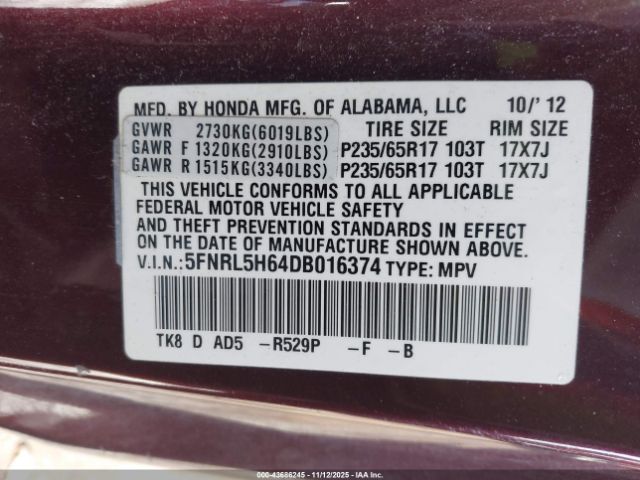 MFD. BY HONDA MFG. OF ALABAMA, LLC 10/' 12
GVWR 2730KG(6019LBS) TIRE SIZE RIM SIZE
GAWR F 1320KG(2910LBS) P235/65R17 103T 17X7J
GAWR R 1515KG(3340LBS) P235/65R17 103T 17X7J
THIS VEHICLE CONFORMS TO ALL APPLICABLE
FEDERAL MOTOR VEHICLE SAFETY
AND THEFT PREVENTION STANDARDS IN EFFECT
ON THE DATE OF MANUFACTURE SHOWN ABOVE.
V.I.N.:5FNRL5H64DB016374 TYPE: MPV
TK8 D AD5 -R529P -F -B
© -0-43686245 - 11/12/2025 - IAAI.COM